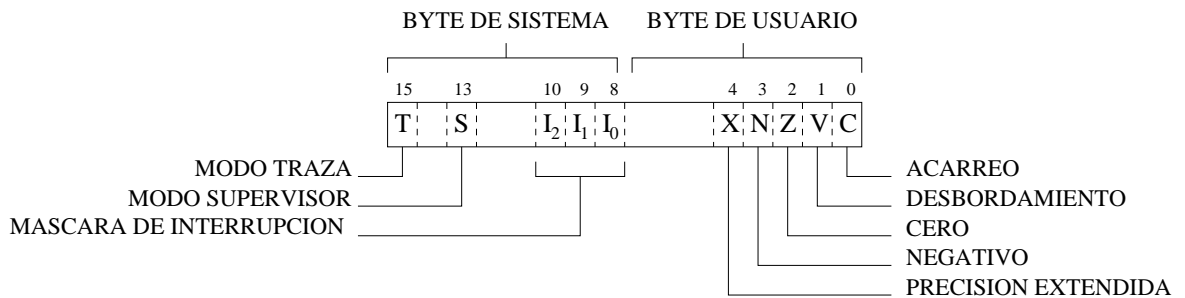 BYTE DE SISTEMA BYTE DE USUARIO
15 13 10 9 8 4 3 2 1 0
T S I2 I1 I0 X N Z V C
MODO TRAZA
MODO SUPERVISOR
MASCARA DE INTERRUPCION
ACARREO
DESBORDAMIENTO
CERO
NEGATIVO
PRECISION EXTENDIDA